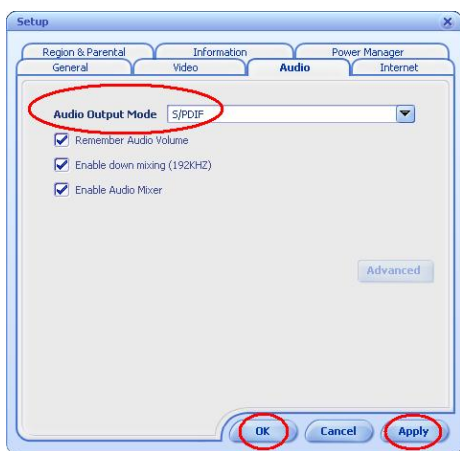 Setup
Region & Parental Information Power Manager
General Video Audio Internet
Audio Output Mode S/PDIF
Remember Audio Volume
Enable down mixing (192KHZ)
Enable Audio Mixer
Advanced
OK Cancel Apply